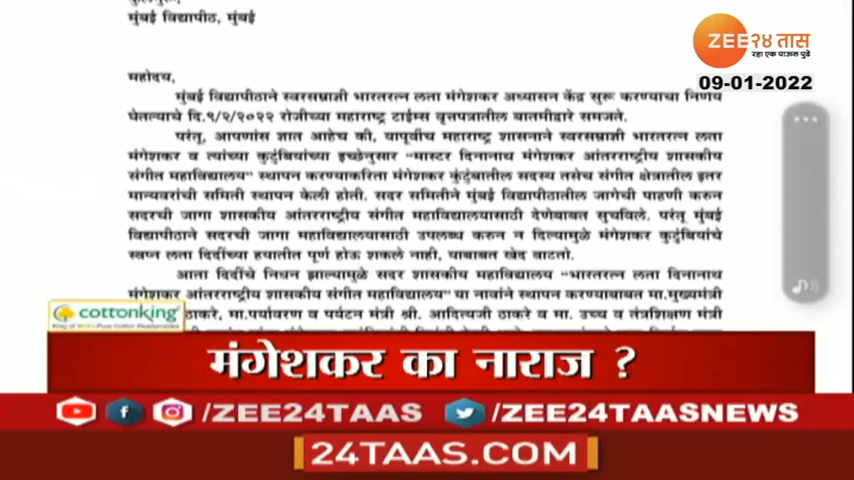 मुंबई विद्यापीठ, मुंबई
ZEE२४ तास
रहा एक पाऊल पुढे
09-01-2022
महोदय,
मुंबई विद्यापीठाने स्वरसम्राज्ञी भारतरत्न लता मंगेशकर अध्यासन केंद्र सुरू करण्याचा निर्णय
घेतल्याचे दि.९/२/२०२२ रोजीच्या महाराष्ट्र टाईम्स वृत्तपत्रातील बातमीद्वारे समजते.
परंतु, आपणांस ज्ञात आहेच की, यापूर्वीच महाराष्ट्र शासनाने स्वरसम्राज्ञी भारतरत्न लता
मंगेशकर व त्यांच्या कुटुंबियांच्या इच्छेनुसार "मास्टर दिनानाथ मंगेशकर आंतरराष्ट्रीय शासकीय
संगीत महाविद्यालय" स्थापन करण्याकरिता मंगेशकर कुटुंबातील सदस्य तसेच संगीत क्षेत्रातील इतर
मान्यवरांची समिती स्थापन केली होती. सदर समितीने मुंबई विद्यापीठातील जागेची पाहणी करुन
सदरची जागा शासकीय आंतरराष्ट्रीय संगीत महाविद्यालयासाठी देणेबाबत सुचविले. परंतू मुंबई
विद्यापीठाने सदरची जागा महाविद्यालयासाठी उपलब्ध करुन न दिल्यामुळे मंगेशकर कुटुंबियांचे
स्वप्न लता दिदींच्या हयातीत पूर्ण होऊ शकले नाही, याबाबत खेद वाटतो.
आता दिदींचे निधन झाल्यामुळे सदर शासकीय महाविद्यालय "भारतरत्न लता दिनानाथ
मंगेशकर आंतरराष्ट्रीय शासकीय संगीत महाविद्यालय" या नावांने स्थापन करण्याबाबत मा.मुख्यमंत्री
ठाकरे, मा.पर्यावरण व पर्यटन मंत्री श्री. आदित्यजी ठाकरे व मा. उच्च व तंत्रशिक्षण मंत्री
cottonking
King of 100% Pure Cotton Readymades
मंगेशकर का नाराज ?
/ZEE24TAAS
/ZEE24TAASNEWS
24TAAS.COM